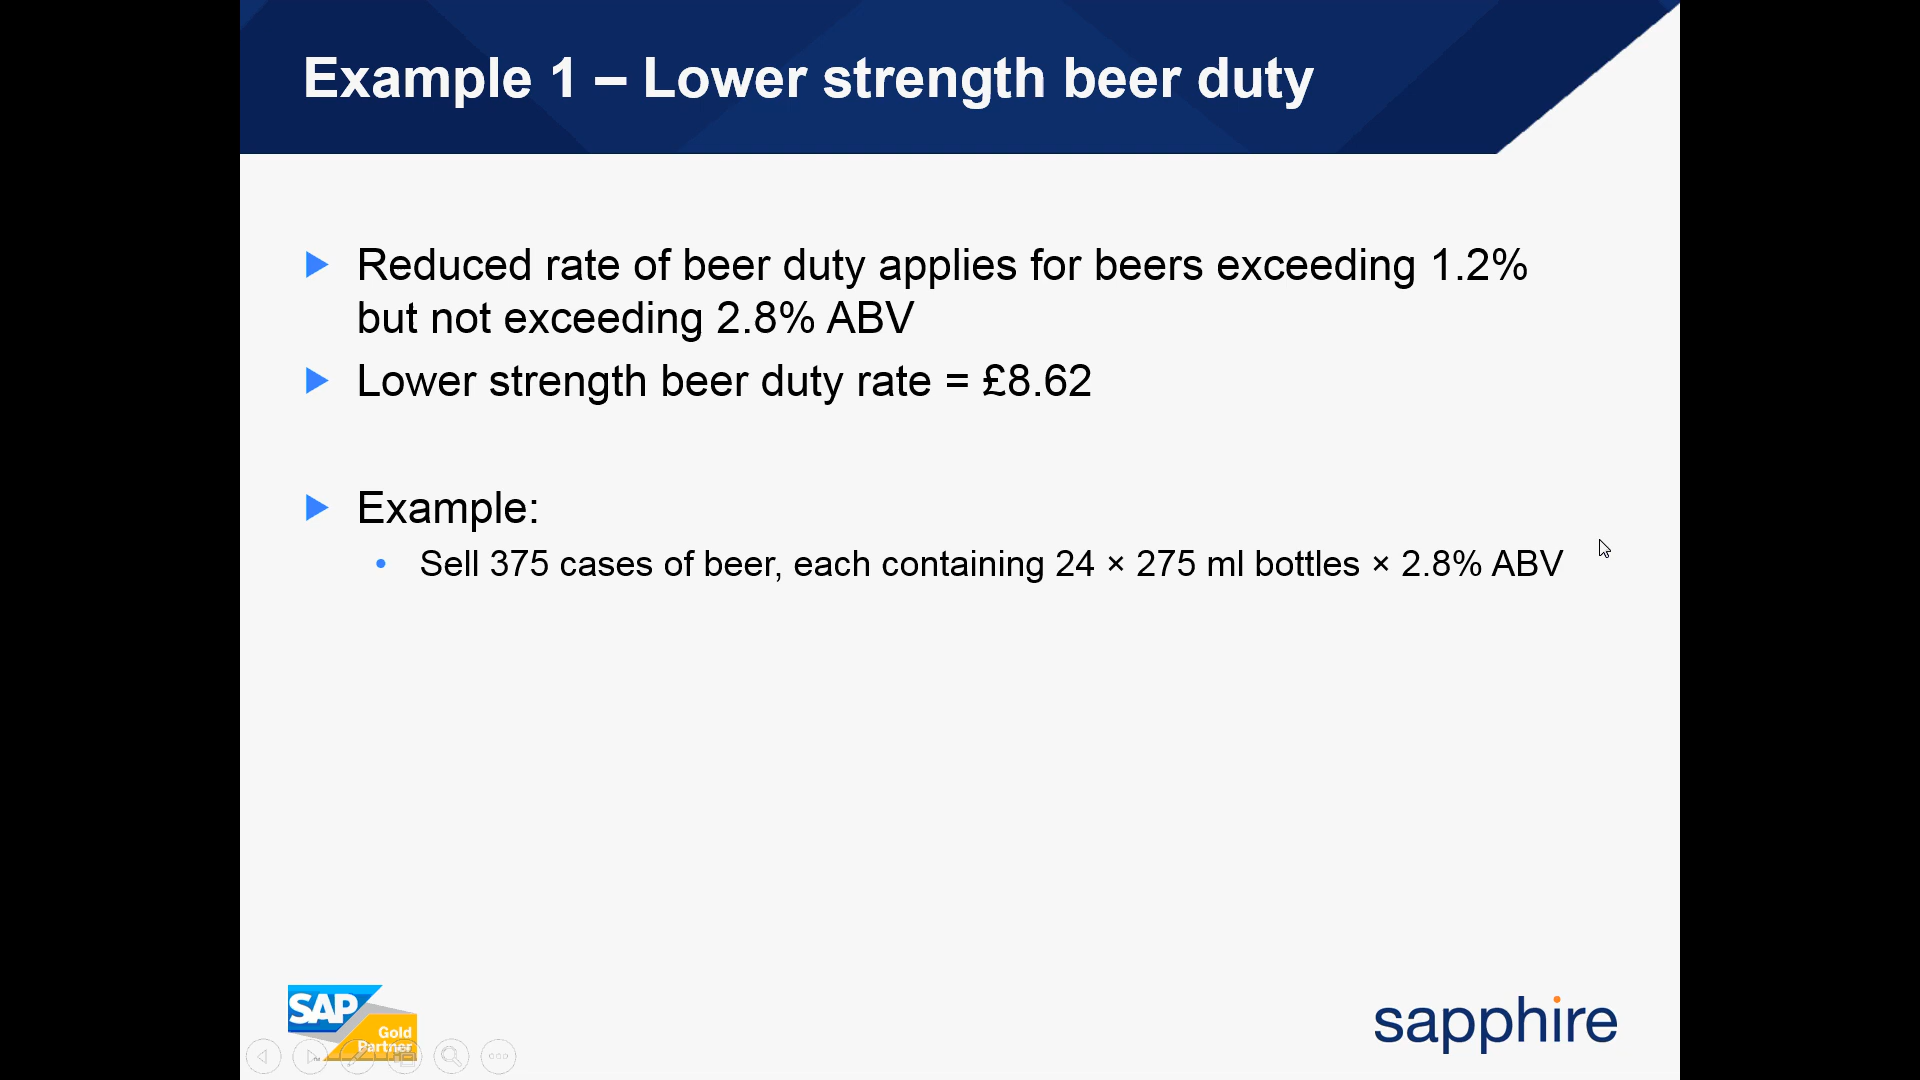 Example 1 – Lower strength beer duty
Reduced rate of beer duty applies for beers exceeding 1.2%
but not exceeding 2.8% ABV
Lower strength beer duty rate = £8.62
Example:
Sell 375 cases of beer, each containing 24 × 275 ml bottles × 2.8% ABV
SAP
Gold
Partner
sapphire